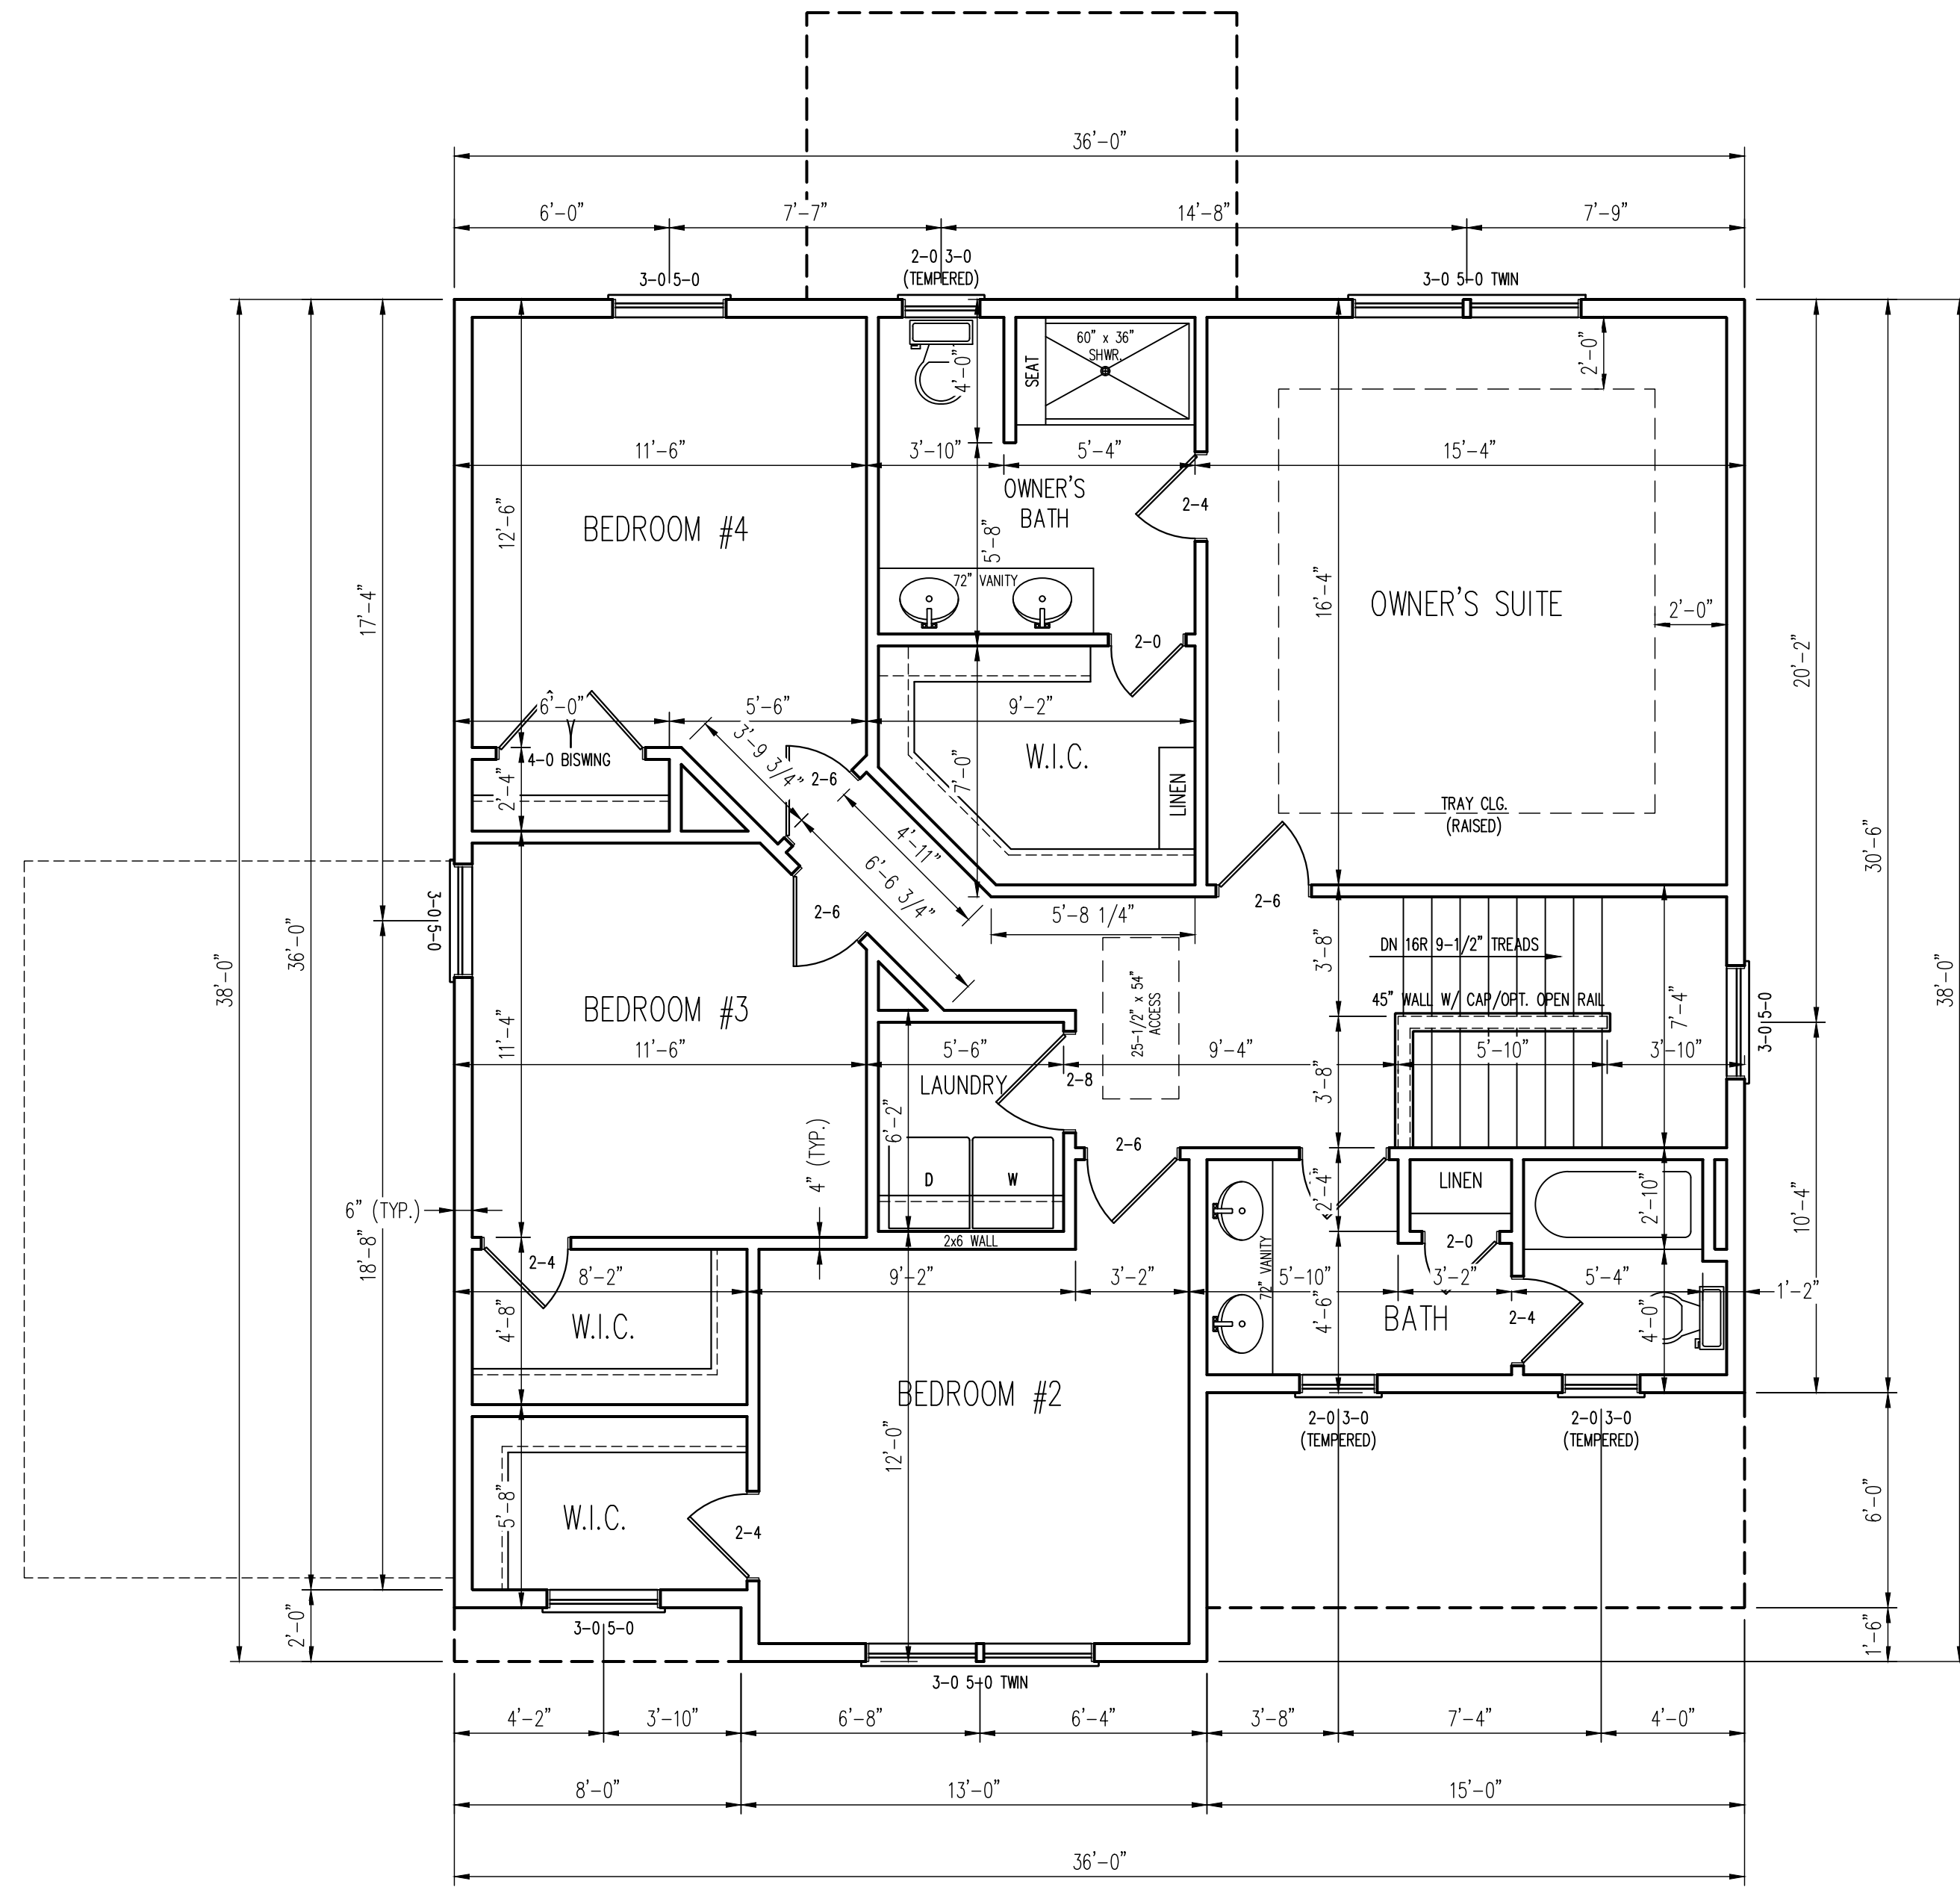 36'-0"
6'-0"
7'-7"
14'-8"
7'-9"
3-0 5-0
2-0 3-0
(TEMPERED)
3-0 5-0 TWIN
60" x 36"
SHWR.
SEAT
4'-0"
2'-0"
11'-6"
3'-10"
5'-4"
15'-4"
OWNER'S
BATH
2-4
12'-6"
BEDROOM #4
5'-8"
72" VANITY
16'-4"
OWNER'S SUITE
2'-0"
17'-4"
20'-2"
2-0
6'-0"
5'-6"
9'-2"
4-0 BISWING
3'-9 3/4"
2-6
W.I.C.
7'-0"
LINEN
2'-4"
TRAY CLG.
(RAISED)
30'-6"
4'-11"
6'-6 3/4"
2-6
2-6
5'-8 1/4"
3-0 5-0
38'-0"
36'-0"
3'-8"
DN 16R 9-1/2" TREADS
38'-0"
BEDROOM #3
25-1/2" x 54"
ACCESS
45" WALL W/ CAP/OPT. OPEN RAIL
7'-4"
3-0 5-0
11'-4"
11'-6"
5'-6"
9'-4"
5'-10"
3'-10"
LAUNDRY
2-8
3'-8"
6'-2"
4" (TYP.)
2-6
D
W
2'-4"
LINEN
2'-10"
10'-4"
6" (TYP.)
18'-8"
2x6 WALL
2-0
2-4
8'-2"
9'-2"
3'-2"
72" VANITY
5'-10"
3'-2"
5'-4"
1'-2"
4'-8"
W.I.C.
4'-6"
BATH
2-4
4'-0"
BEDROOM #2
2-0 3-0
(TEMPERED)
2-0 3-0
(TEMPERED)
12'-0"
5'-8"
W.I.C.
2-4
6'-0"
2'-0"
3-0 5-0
1'-6"
3-0 5-0 TWIN
4'-2"
3'-10"
6'-8"
6'-4"
3'-8"
7'-4"
4'-0"
8'-0"
13'-0"
15'-0"
36'-0"